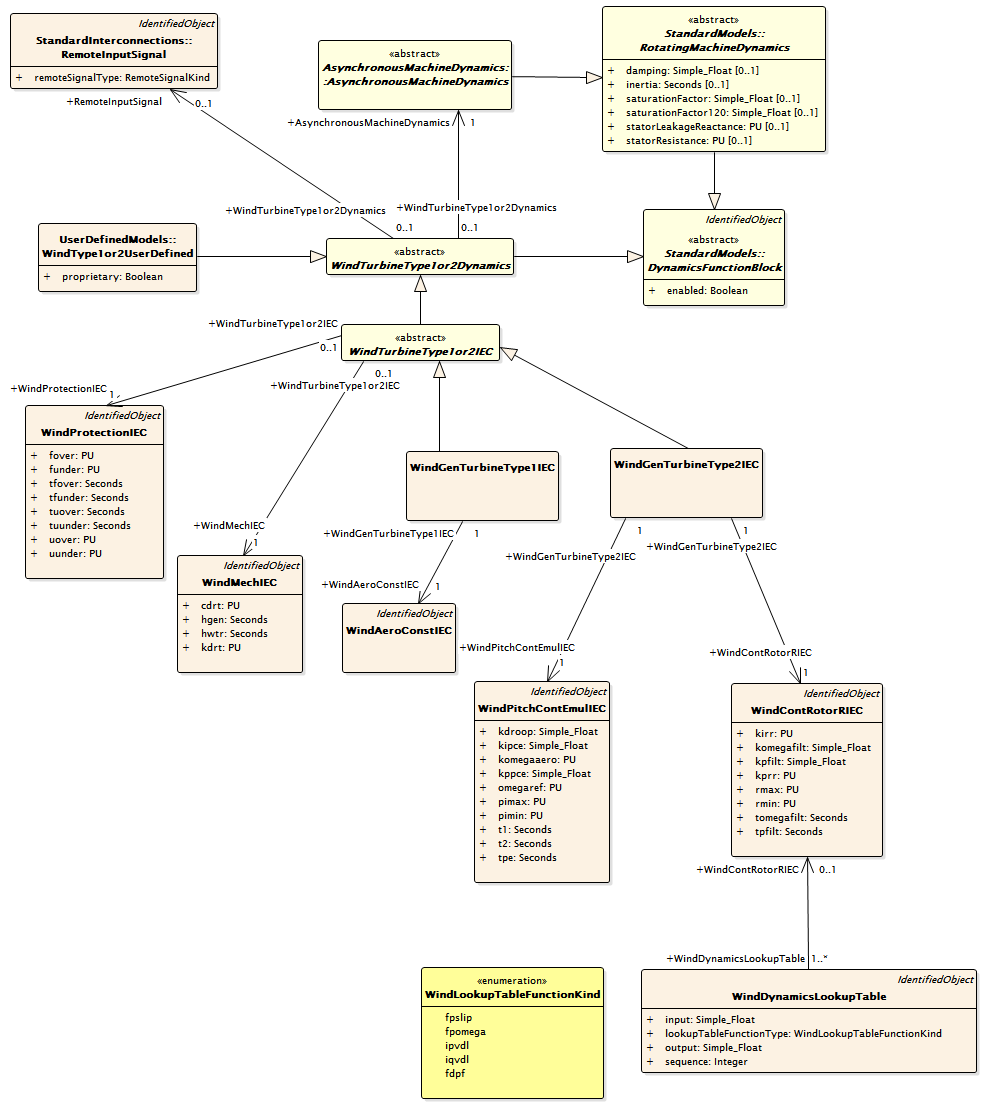 IdentifiedObject
StandardInterconnections::
RemoteInputSignal
+ remoteSignalType: RemoteSignalKind
«abstract»
AsynchronousMachineDynamics:
:AsynchronousMachineDynamics
«abstract»
StandardModels::
RotatingMachineDynamics
+ damping: Simple_Float [0..1]
+ inertia: Seconds [0..1]
+ saturationFactor: Simple_Float [0..1]
+ saturationFactor120: Simple_Float [0..1]
+ statorLeakageReactance: PU [0..1]
+ statorResistance: PU [0..1]
+RemoteInputSignal
0..1
+AsynchronousMachineDynamics
1
+WindTurbineType1or2Dynamics
0..1
+WindTurbineType1or2Dynamics
0..1
UserDefinedModels::
WindType1or2UserDefined
+ proprietary: Boolean
«abstract»
WindTurbineType1or2Dynamics
IdentifiedObject
«abstract»
StandardModels::
DynamicsFunctionBlock
+ enabled: Boolean
+WindTurbineType1or2IEC
0..1
«abstract»
WindTurbineType1or2IEC
0..1
+WindTurbineType1or2IEC
+WindProtectionIEC
1
IdentifiedObject
WindProtectionIEC
+ fover: PU
+ funder: PU
+ tfover: Seconds
+ tfunder: Seconds
+ tuover: Seconds
+ tuunder: Seconds
+ uover: PU
+ uunder: PU
WindGenTurbineType1IEC
WindGenTurbineType2IEC
+WindMechIEC
1
IdentifiedObject
WindMechIEC
+ cdrt: PU
+ hgen: Seconds
+ hwtr: Seconds
+ kdrt: PU
+WindGenTurbineType1IEC
1
+WindAeroConstIEC
1
IdentifiedObject
WindAeroConstIEC
1
+WindGenTurbineType2IEC
1
+WindGenTurbineType2IEC
+WindPitchContEmulIEC
1
+WindContRotorRIEC
1
IdentifiedObject
WindPitchContEmulIEC
+ kdroop: Simple_Float
+ kipce: Simple_Float
+ komegaaero: PU
+ kppce: Simple_Float
+ omegaref: PU
+ pimax: PU
+ pimin: PU
+ t1: Seconds
+ t2: Seconds
+ tpe: Seconds
IdentifiedObject
WindContRotorRIEC
+ kirr: PU
+ komegafilt: Simple_Float
+ kpfilt: Simple_Float
+ kprr: PU
+ rmax: PU
+ rmin: PU
+ tomegafilt: Seconds
+ tpfilt: Seconds
+WindContRotorRIEC
0..1
+WindDynamicsLookupTable
1..*
«enumeration»
WindLookupTableFunctionKind
fpslip
fpomega
ipvdl
iqvdl
fdpf
IdentifiedObject
WindDynamicsLookupTable
+ input: Simple_Float
+ lookupTableFunctionType: WindLookupTableFunctionKind
+ output: Simple_Float
+ sequence: Integer